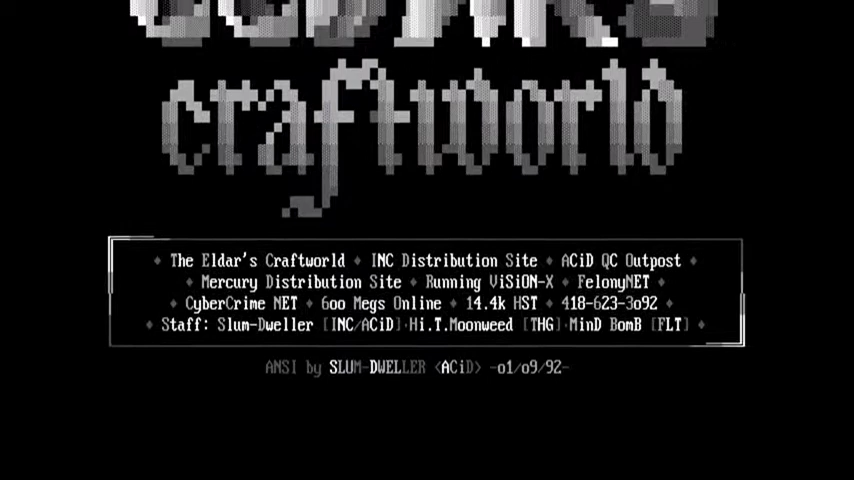 craftworld
♦ The Eldar's Craftworld ♦ INC Distribution Site ♦ ACiD QC Outpost ♦
♦ Mercury Distribution Site ♦ Running ViSiON-X ♦ FelonyNET ♦
♦ CyberCrime NET ♦ 6oo Megs Online ♦ 14.4k HST ♦ 418-623-3o92 ♦
♦ Staff: Slum-Dweller [INC/ACiD]·Hi.T.Moonweed [THG]·MinD BomB [FLT] ♦
ANSI by SLUM-DWELLER <ACiD> -o1/o9/92-